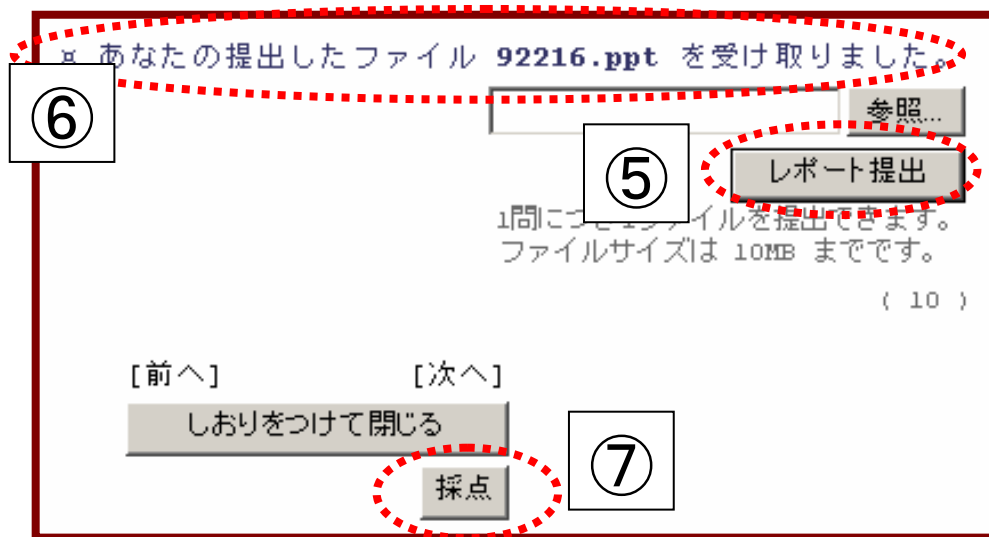 ¤ あなたの提出したファイル 92216.ppt を受け取りました。
⑥
参照...
⑤
レポート提出
1問につき1ファイルを提出できます。
ファイルサイズは 10MB までです。
( 10 )
[前へ] [次へ]
しおりをつけて閉じる
⑦
採点